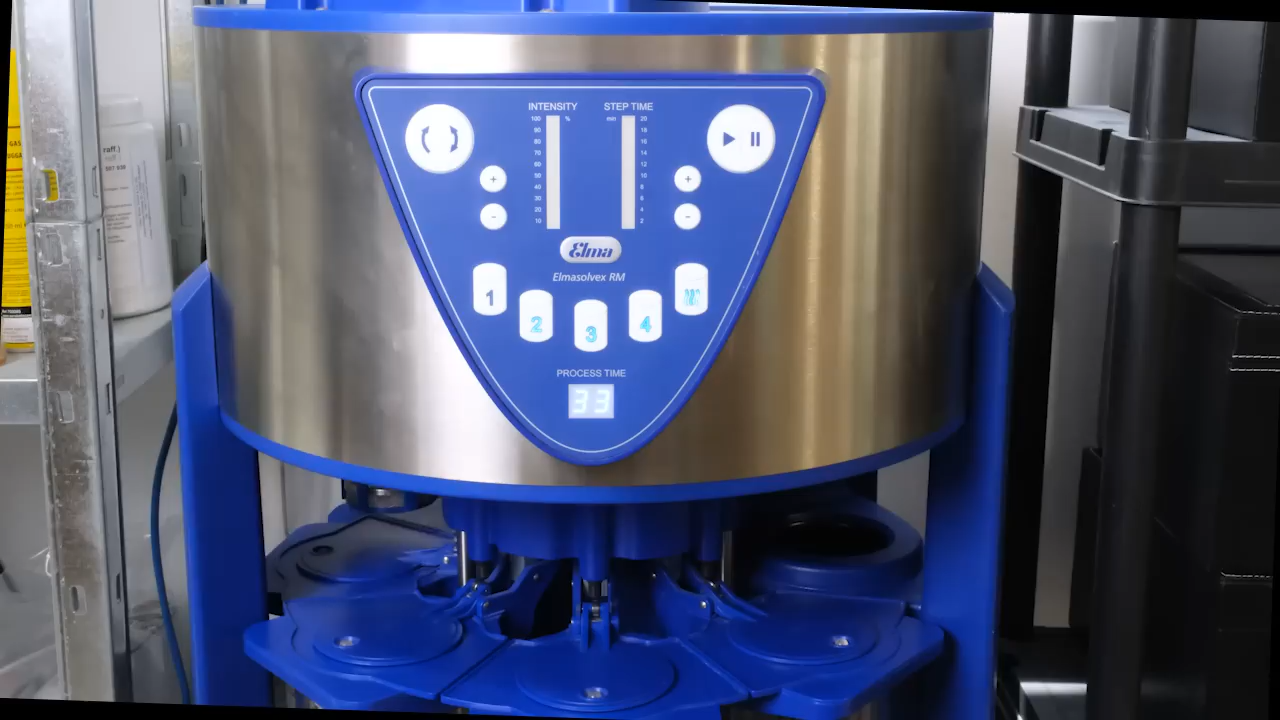 INTENSITY
STEP TIME
100 % min 20
90 18
80 16
70 14
60 12
50 10
40 8
30 6
20 4
10 2
+ +
- -
Elma
Elmasolvex RM
1
2
3
4
PROCESS TIME
33
raff.)